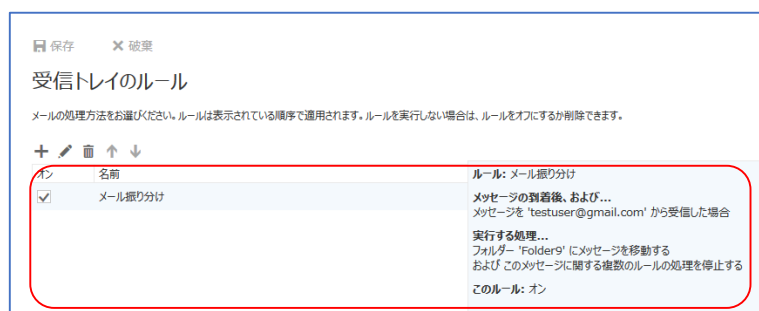 保存 破棄
受信トレイのルール
メールの処理方法をお選びください。ルールは表示されている順序で適用されます。ルールを実行しない場合は、ルールをオフにするか削除できます。
オン 名前
メール振り分け
ルール: メール振り分け
メッセージの到着後、および...
メッセージを 'testuser@gmail.com' から受信した場合
実行する処理...
フォルダー 'Folder9' にメッセージを移動する
および このメッセージに関する複数のルールの処理を停止する
このルール: オン